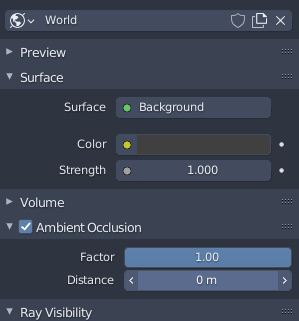 World
Preview
Surface
Surface Background
Color
Strength 1.000
Volume
Ambient Occlusion
Factor 1.00
Distance 0 m
Ray Visibility